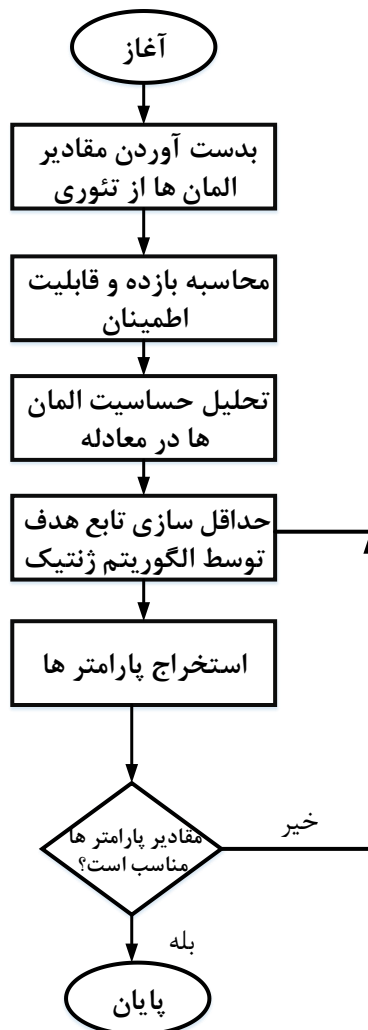 آغاز
بدست آوردن مقادیر
المان ها از تئوری
محاسبه بازده و قابلیت
اطمینان
تحلیل حساسیت المان
ها در معادله
حداقل سازی تابع هدف
توسط الگوریتم ژنتیک
استخراج پارامتر ها
مقادیر پارامتر ها
مناسب است؟
خیر
بله
پایان